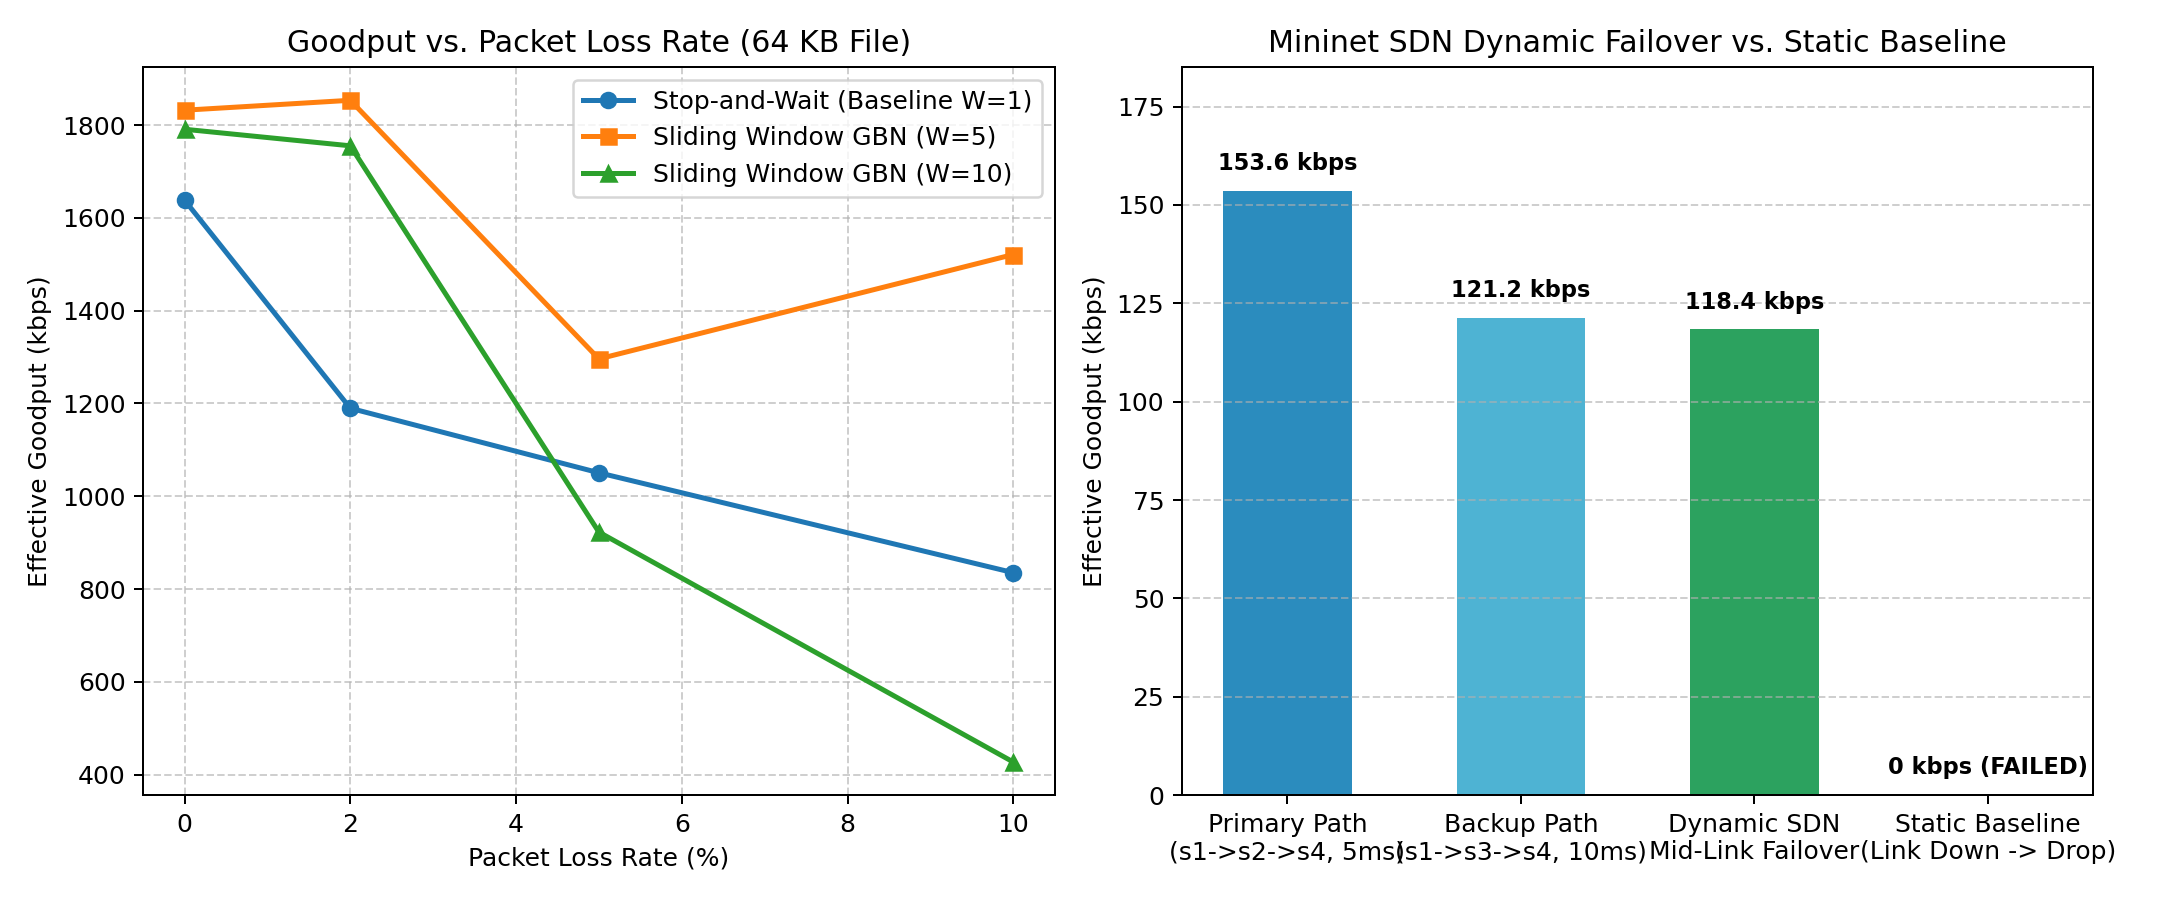 Goodput vs. Packet Loss Rate (64 KB File)
Stop-and-Wait (Baseline W=1)
Sliding Window GBN (W=5)
Sliding Window GBN (W=10)
Effective Goodput (kbps)
1800
1600
1400
1200
1000
800
600
400
0 2 4 6 8 10
Packet Loss Rate (%)
Mininet SDN Dynamic Failover vs. Static Baseline
Effective Goodput (kbps)
175
150
125
100
75
50
25
0
153.6 kbps
121.2 kbps
118.4 kbps
0 kbps (FAILED)
Primary Path
(s1->s2->s4, 5ms)
Backup Path
(s1->s3->s4, 10ms)
Dynamic SDN
Mid-Link Failover
Static Baseline
(Link Down -> Drop)